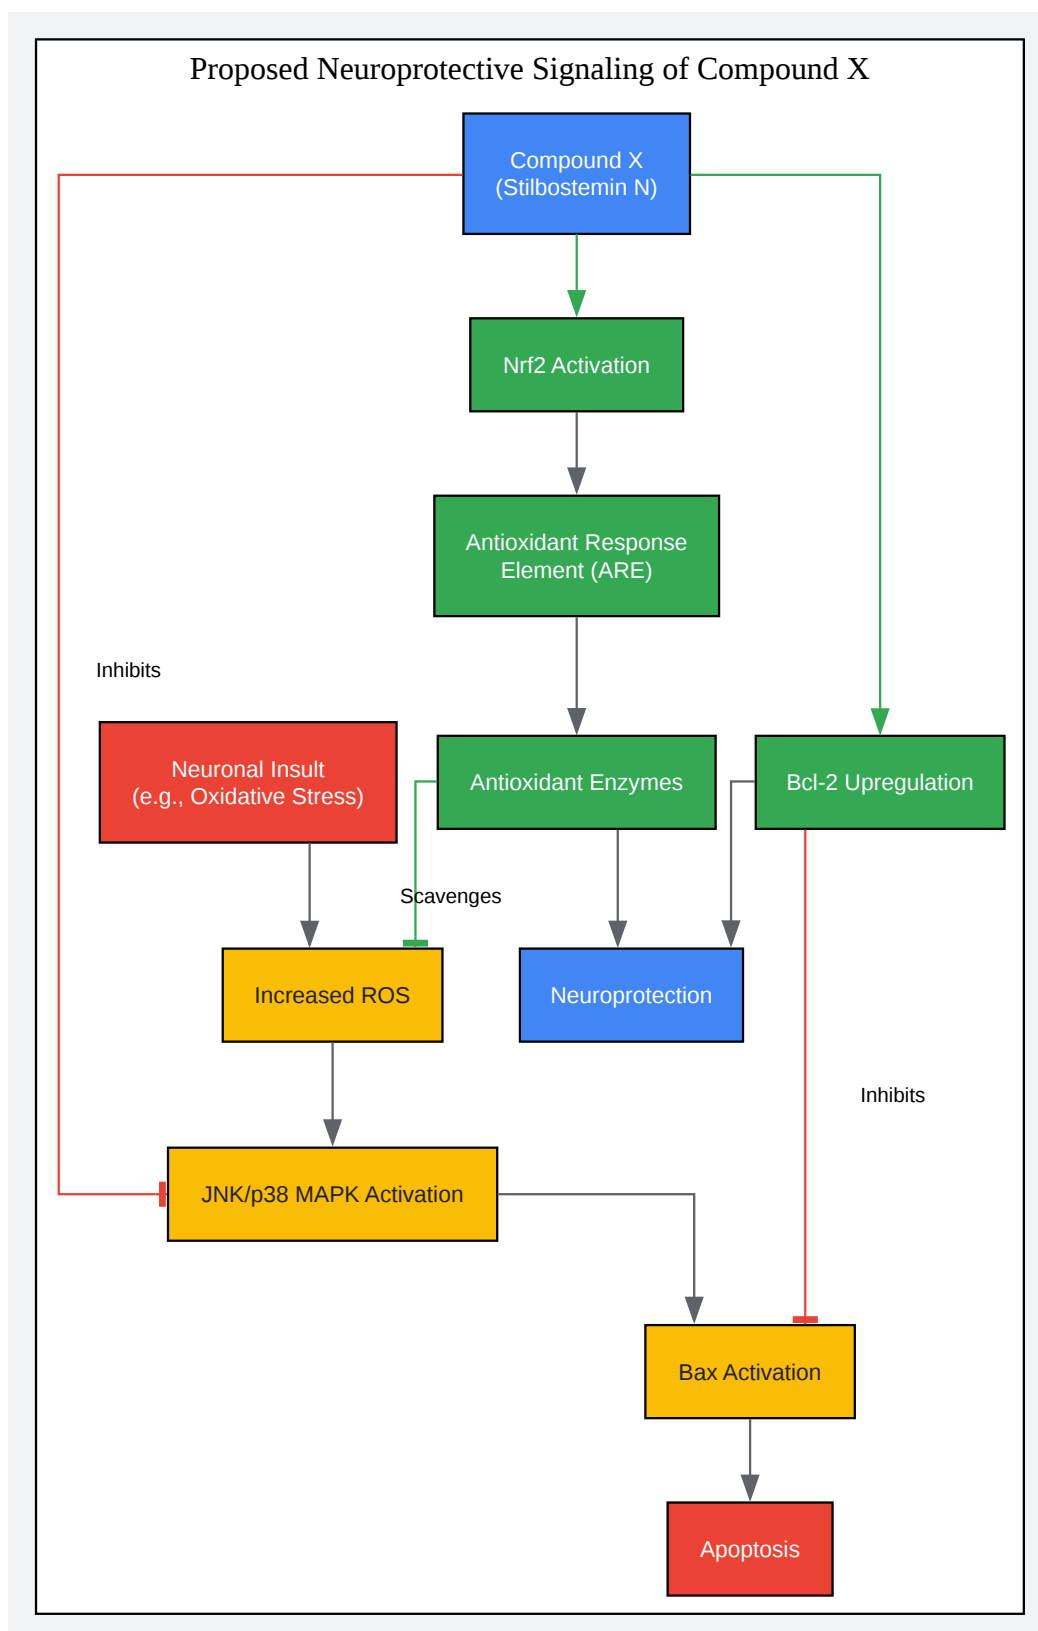 Proposed Neuroprotective Signaling of Compound X
Compound X
(Stilbostemin N)
Nrf2 Activation
Antioxidant Response
Element (ARE)
Inhibits
Neuronal Insult
(e.g., Oxidative Stress)
Antioxidant Enzymes
Bcl-2 Upregulation
Scavenges
Increased ROS
Neuroprotection
Inhibits
JNK/p38 MAPK Activation
Bax Activation
Apoptosis